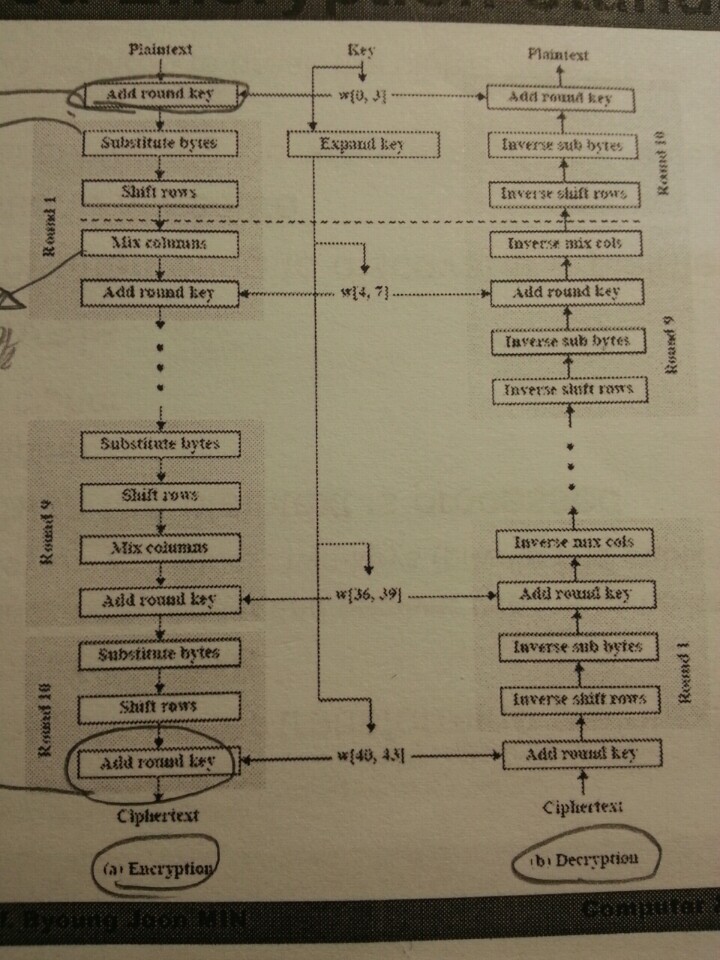 Encryption
Plaintext
Add round key
Substitute bytes
Shift rows
Mix columns
Add round key
Round 1
Substitute bytes
Shift rows
Mix columns
Add round key
Round 9
Substitute bytes
Shift rows
Add round key
Round 10
Ciphertext
(a) Encryption
Key
w[0, 3]
Expand key
w[4, 7]
w[36, 39]
w[40, 43]
Plaintext
Add round key
Inverse sub bytes
Inverse shift rows
Round 10
Inverse mix cols
Add round key
Inverse sub bytes
Inverse shift rows
Round 9
Inverse mix cols
Add round key
Inverse sub bytes
Inverse shift rows
Round 1
Add round key
Ciphertext
(b) Decryption
Byoung Joon MIN
Computer